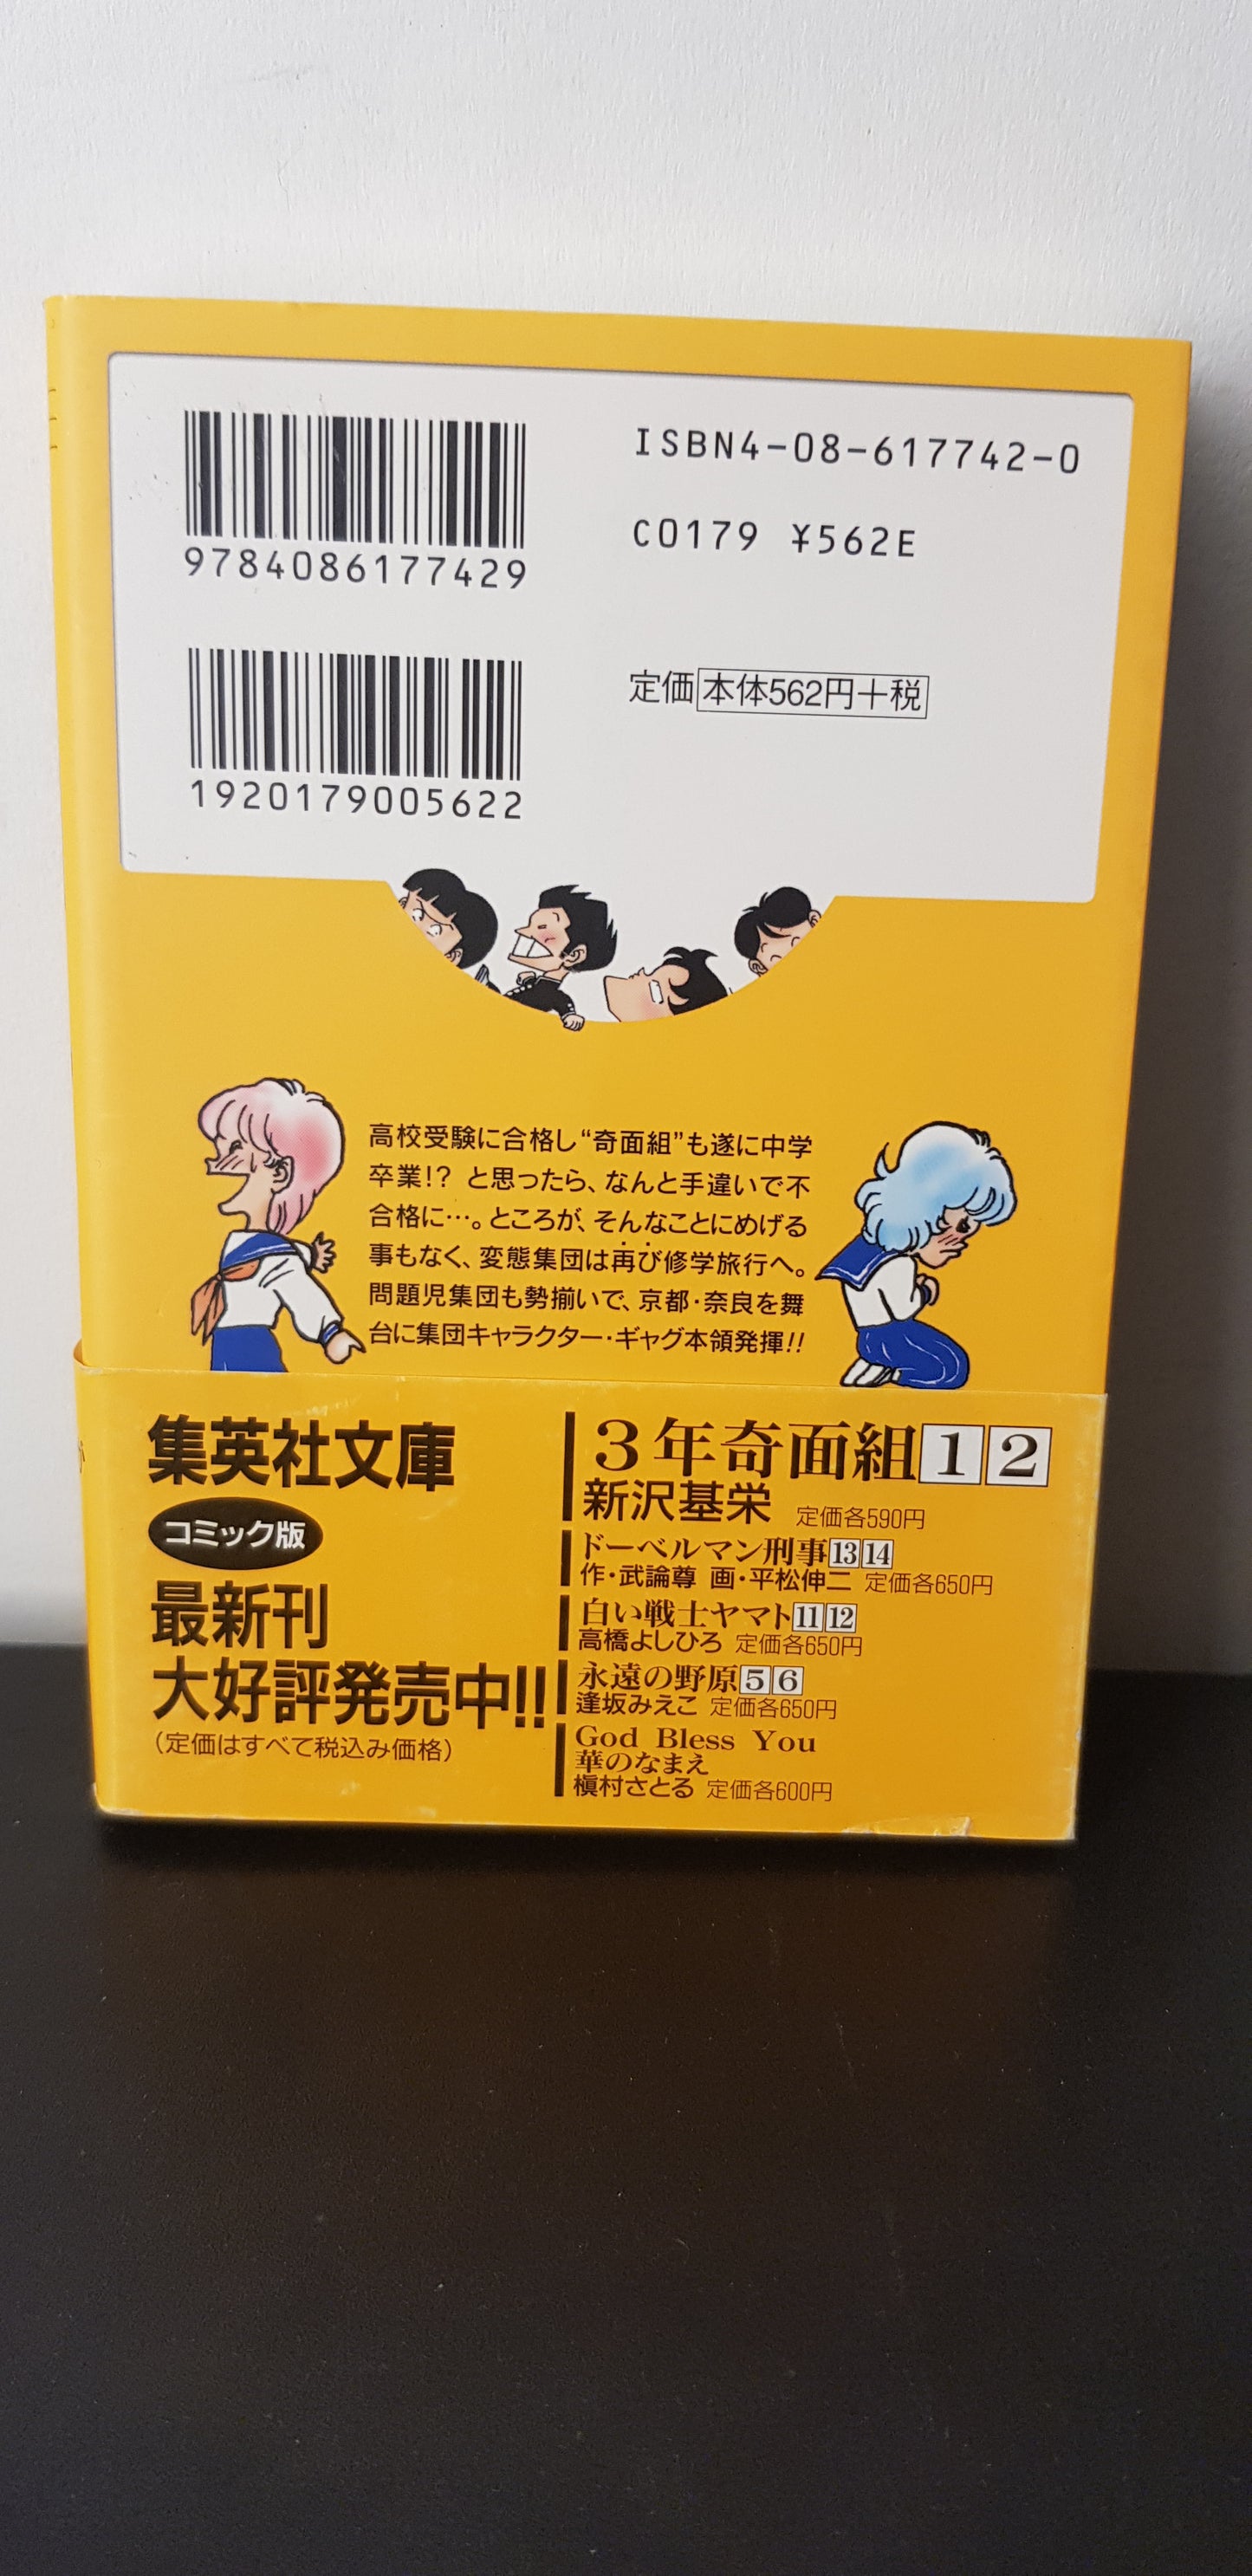 9784086177429
ISBN4-08-617742-0
C0179 ¥562E
1920179005622
定価本体562円+税
高校受験に合格し“奇面組”も遂に中学
卒業!? と思ったら、なんと手違いで不
合格に…。ところが、そんなことにめげる
事もなく、変態集団は再び修学旅行へ。
問題児集団も勢揃いで、京都・奈良を舞
台に集団キャラクター・ギャグ本領発揮!!
集英社文庫
コミック版
最新刊
大好評発売中!!
(定価はすべて税込み価格)
3年奇面組12
新沢基栄 定価各590円
ドーベルマン刑事1314
作・武論尊 画・平松伸二 定価各650円
白い戦士ヤマト1112
高橋よしひろ 定価各650円
永遠の野原56
逢坂みえこ 定価各650円
God Bless You
華のなまえ
槇村さとる 定価各600円